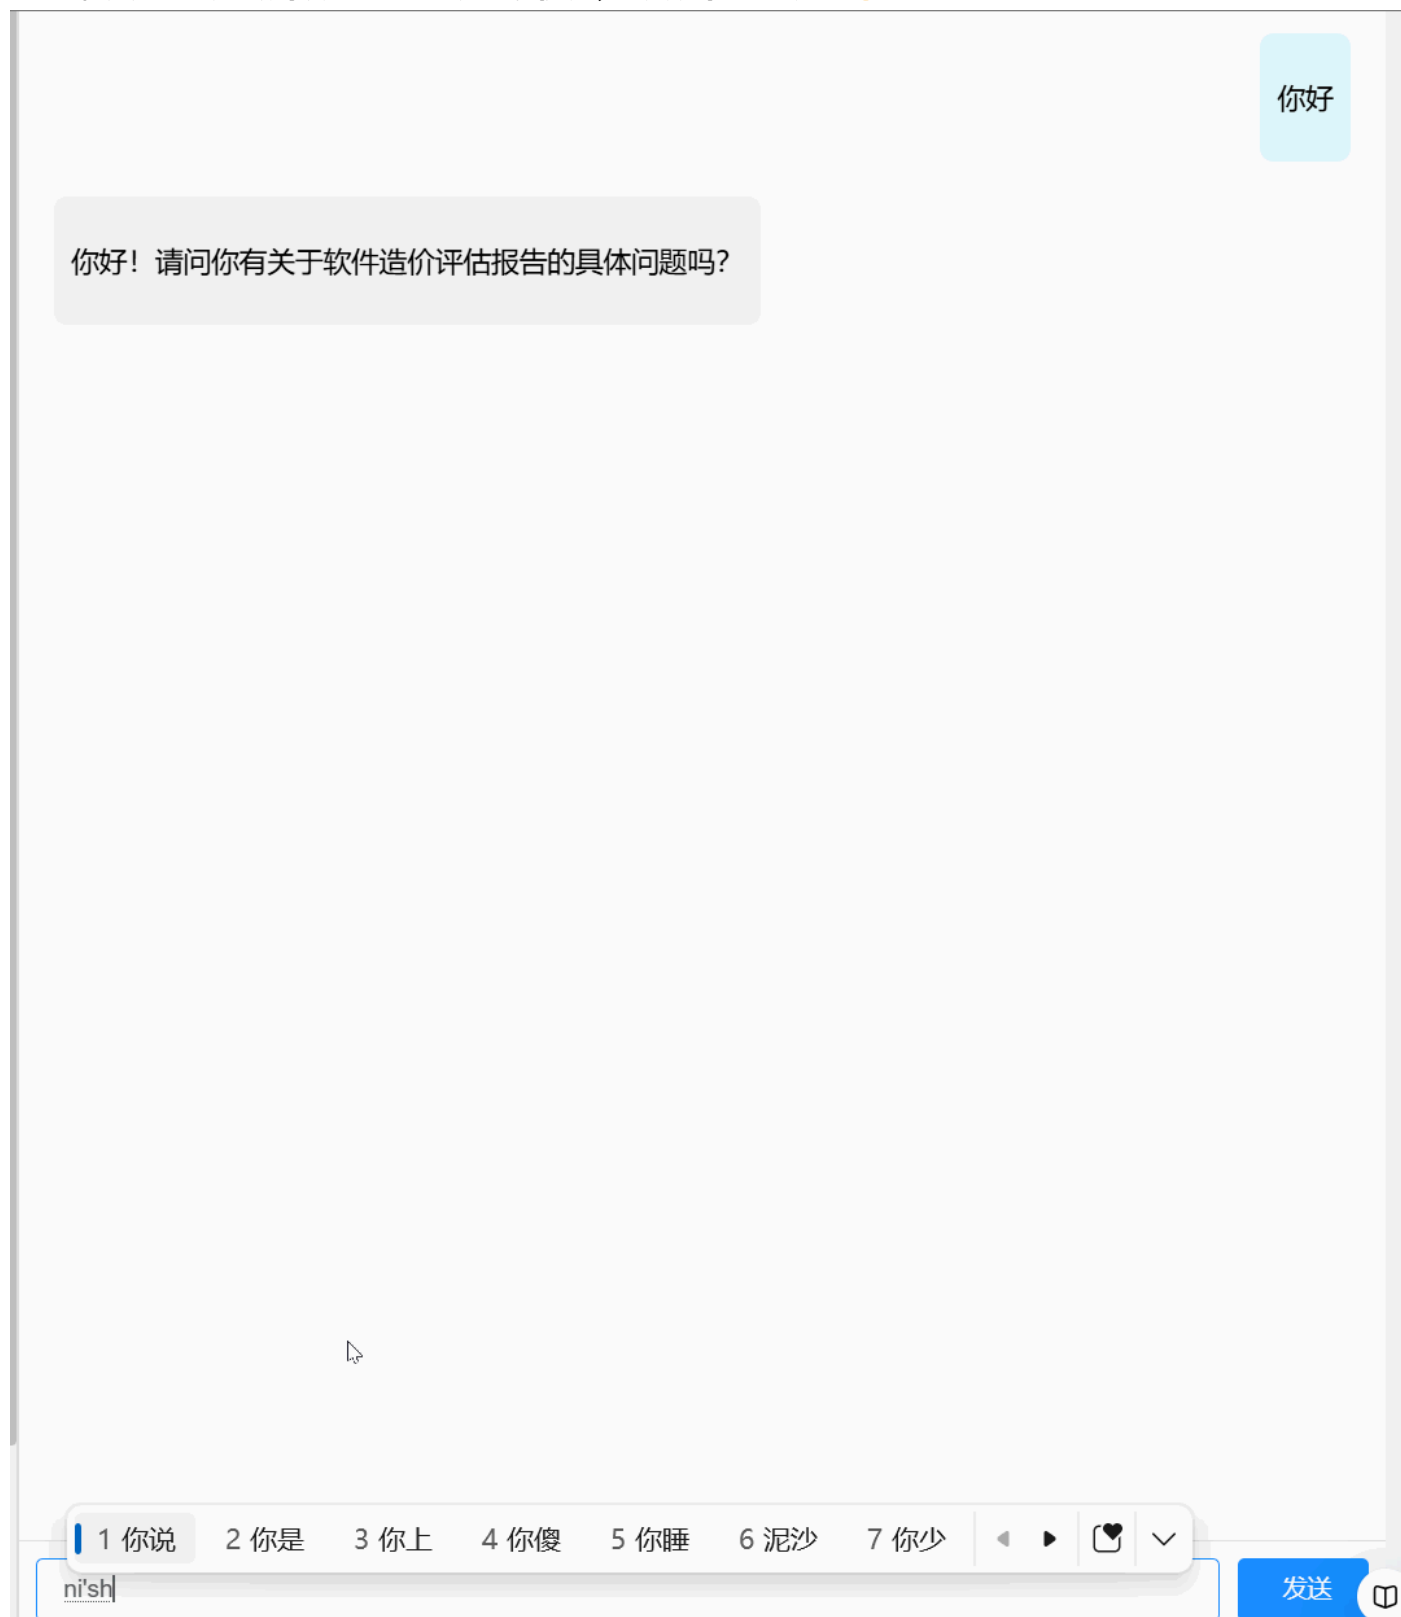 你好
你好！请问你有关于软件造价评估报告的具体问题吗？
1 你说 2 你是 3 你上 4 你傻 5 你睡 6 泥沙 7 你少
ni'sh
发送